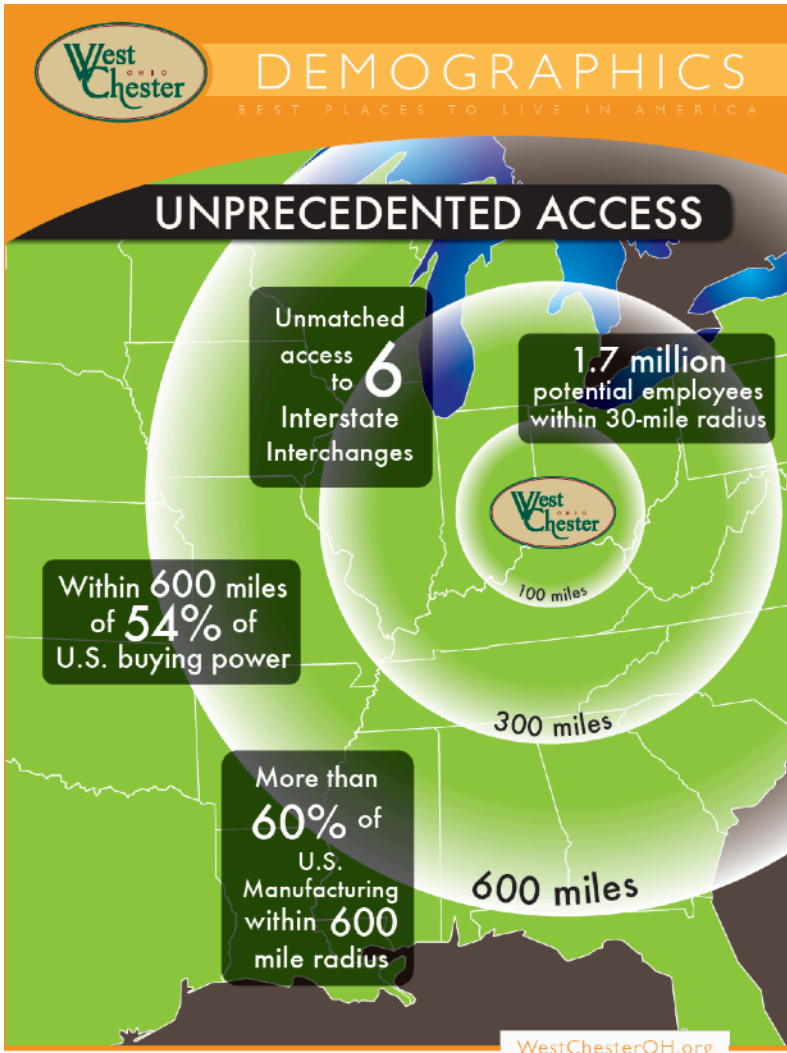 West
OHIO
Chester
DEMOGRAPHICS
BEST PLACES TO LIVE IN AMERICA
UNPRECEDENTED ACCESS
Unmatched
access
to 6
Interstate
Interchanges
1.7 million
potential employees
within 30-mile radius
West
OHIO
Chester
100 miles
Within 600 miles
of 54% of
U.S. buying power
300 miles
More than
60% of
U.S.
Manufacturing
within 600
mile radius
600 miles
WestChesterOH.org